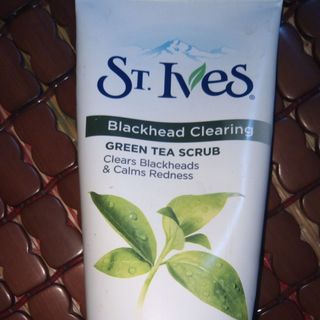 ST. Ives®
Blackhead Clearing
GREEN TEA SCRUB
Clears Blackheads
& Calms Redness